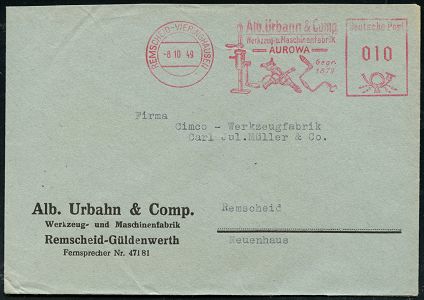 REMSCHEID-VIERINGHAUSEN
-8 10 49
Alb. Urbahn & Comp.
Werkzeug-u. Maschinenfabrik
AUROWA
Gegr.
1879
Deutsche Post
010
Firma
Cimco - Werkzeugfabrik
Carl Jul.Müller & Co.
Alb. Urbahn & Comp.
Werkzeug- und Maschinenfabrik
Remscheid-Güldenwerth
Fernsprecher Nr. 47181
Remscheid
Neuenhaus